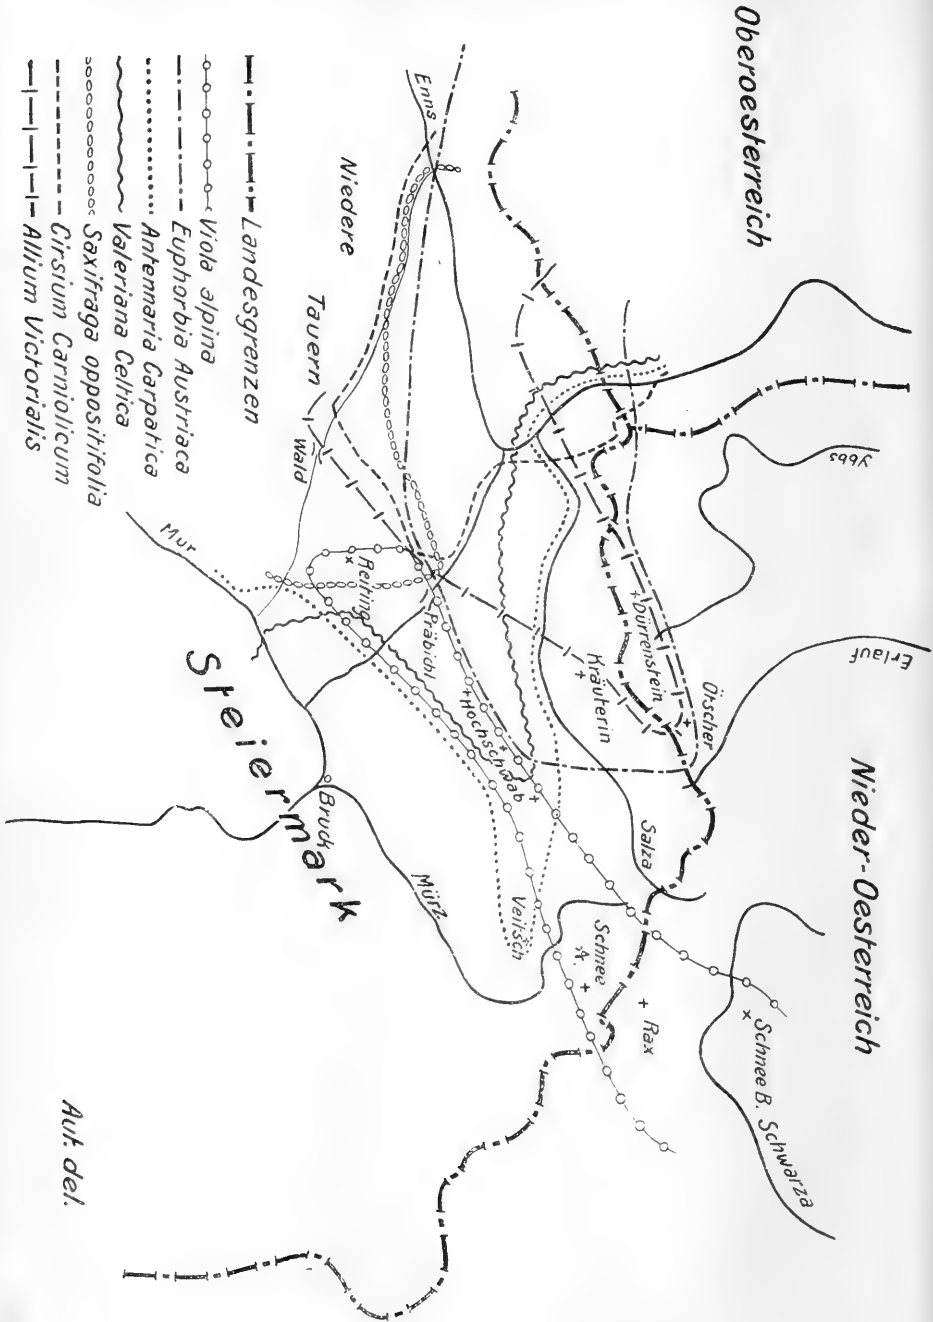 Oberoesterreich
Nieder-Oesterreich
Enns
Niedere
Tauern
Wald
Ybbs
Erlauf
Ötscher
+Dürrenstein
Kräuterin
Salza
Schnee B.
Schwarza
Rax
Schnee A.
Veitsch
Hochschwab
Präbichl
Reiting
Mur
Steiermark
Bruck
Mürz
Landesgrenzen
Viola alpina
Euphorbia Austriaca
Antennaria Carpatica
Valeriana Celtica
Saxifraga oppositifolia
Cirsium Carniolicum
Allium Victorialis
Aut. del.